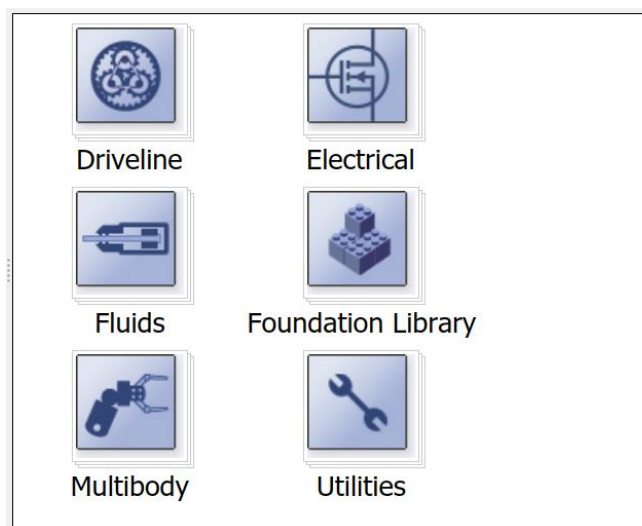 Driveline
Electrical
Fluids
Foundation Library
Multibody
Utilities